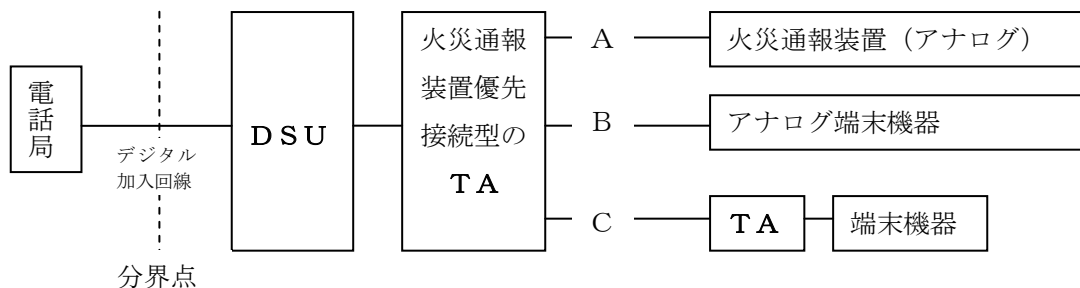 電話局
デジタル
加入回線
分界点
DSU
火災通報
装置優先
接続型の
TA
A
火災通報装置(アナログ)
B
アナログ端末機器
C
TA
端末機器